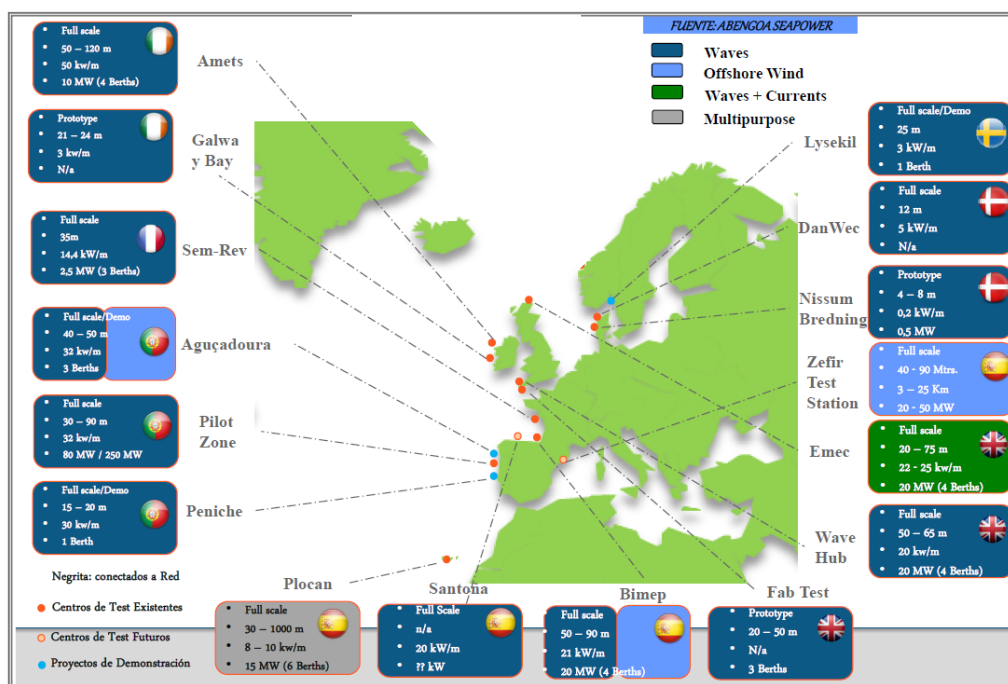 FUENTE: ABENGOA SEAPOWER
Waves
Offshore Wind
Waves + Currents
Multipurpose
• Full scale
• 50 – 120 m
• 50 kw/m
• 10 MW (4 Berths)
Amets
• Prototype
• 21 – 24 m
• 3 kw/m
• N/a
Galwa
y Bay
• Full scale
• 35m
• 14,4 kW/m
• 2,5 MW (3 Berths)
Sem-Rev
• Full scale/Demo
• 40 – 50 m
• 32 kw/m
• 3 Berths
Aguçadoura
• Full scale
• 30 – 90 m
• 32 kw/m
• 80 MW / 250 MW
Pilot
Zone
• Full scale/Demo
• 15 – 20 m
• 30 kw/m
• 1 Berth
Peniche
Lysekil
• Full scale/Demo
• 25 m
• 3 kW/m
• 1 Berth
DanWec
• Full scale
• 12 m
• 5 kW/m
• N/a
Nissum
Bredning
• Prototype
• 4 – 8 m
• 0,2 kW/m
• 0,5 MW
Zefir
Test
Station
• Full scale
• 40 - 90 Mtrs.
• 3 – 25 Km
• 20 - 50 MW
Emec
• Full scale
• 20 – 75 m
• 22 - 25 kw/m
• 20 MW (4 Berths)
Wave
Hub
• Full scale
• 50 – 65 m
• 20 kw/m
• 20 MW (4 Berths)
Negrita: conectados a Red
Centros de Test Existentes
Centros de Test Futuros
Proyectos de Demostración
Plocan
• Full scale
• 30 – 1000 m
• 8 – 10 kw/m
• 15 MW (6 Berths)
Santoña
• Full Scale
• n/a
• 20 kW/m
• ?? kW
Bimep
• Full scale
• 50 – 90 m
• 21 kW/m
• 20 MW (4 Berths)
Fab Test
• Prototype
• 20 – 50 m
• N/a
• 3 Berths